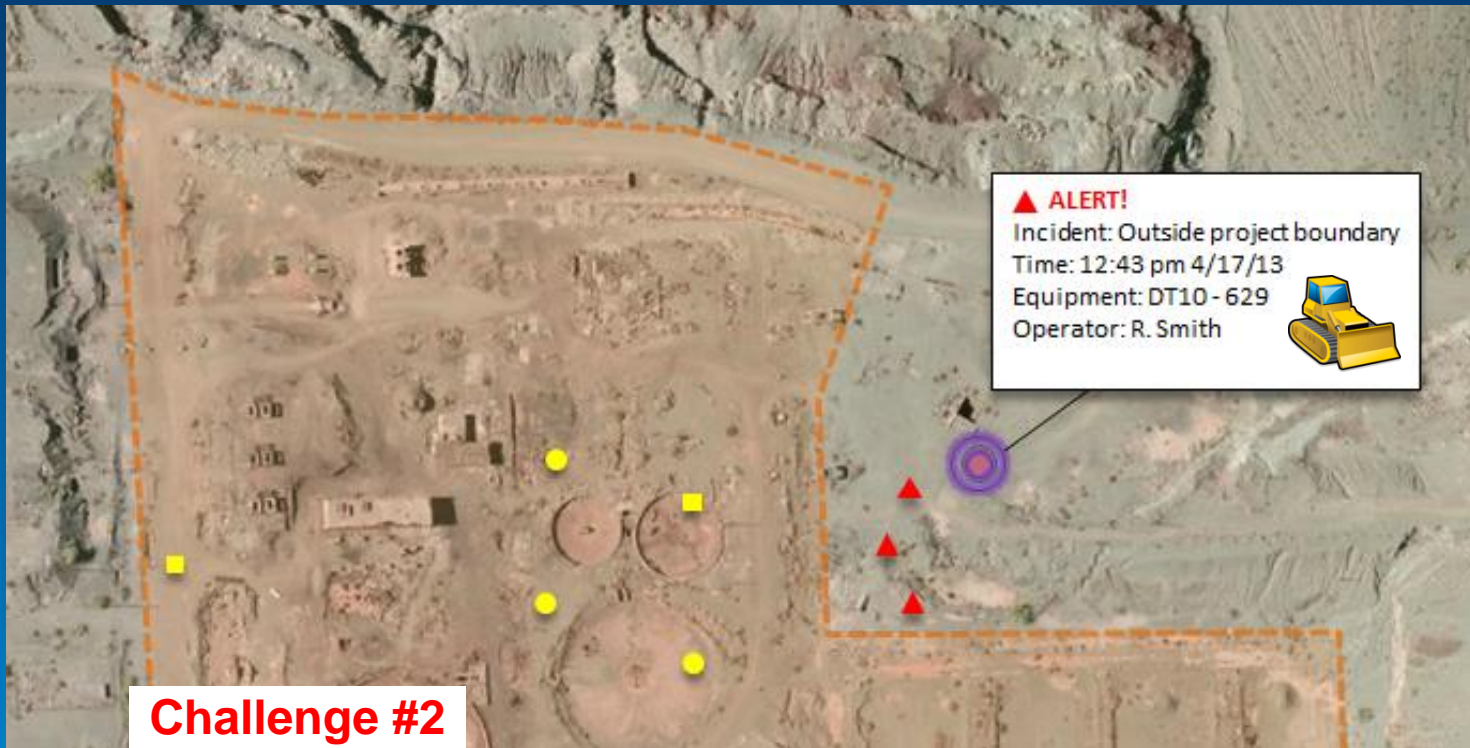 ALERT!
Incident: Outside project boundary
Time: 12:43 pm 4/17/13
Equipment: DT10 - 629
Operator: R. Smith
Challenge #2